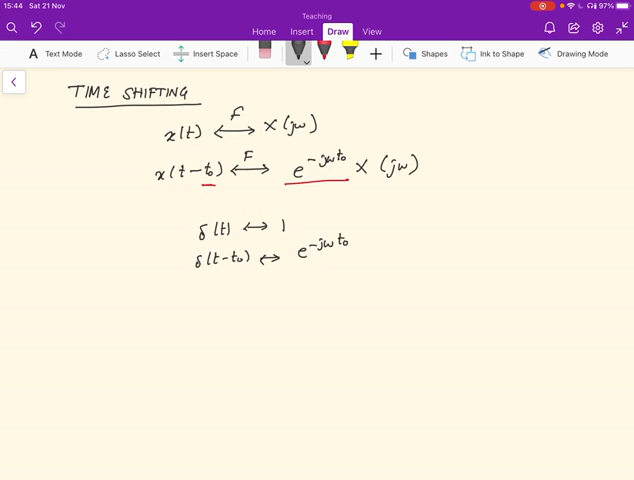 15:44 Sat 21 Nov
97%
Teaching
Home Insert Draw View
Text Mode Lasso Select Insert Space Shapes Ink to Shape Drawing Mode
TIME SHIFTING
x(t) ⟷ F X(jω)
x(t-t₀) ⟷ F e^{-jωt₀} X(jω)
δ(t) ↔ 1
δ(t-t₀) ↔ e^{-jωt₀}